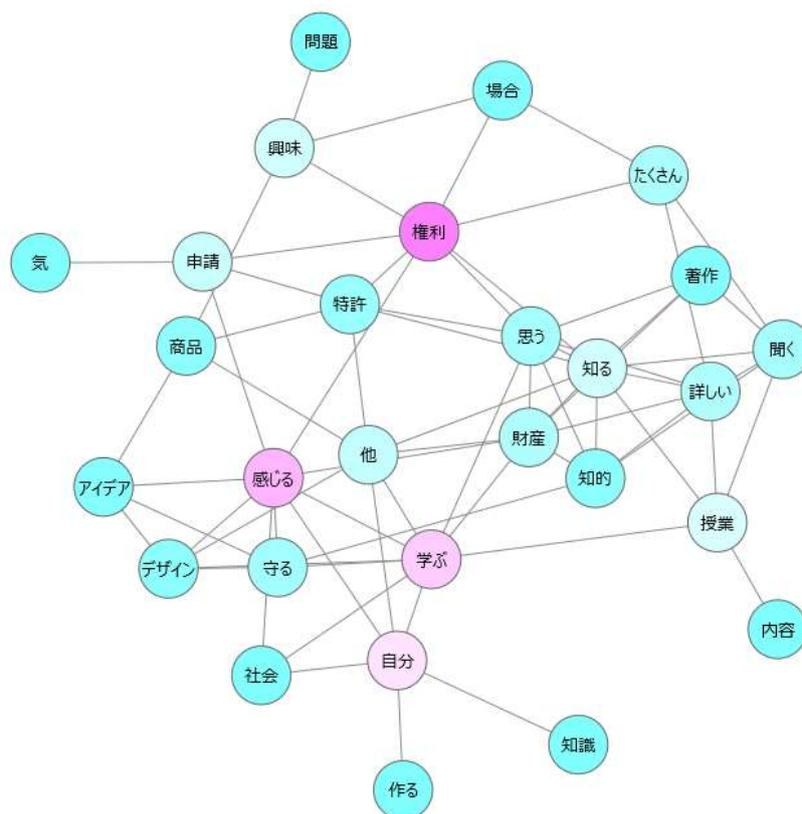 問題
場合
興味
たくさん
権利
気
申請
著作
特許
思う
商品
知る
聞く
詳しい
財産
他
感じる
知的
アイデア
授業
学ぶ
デザイン
守る
内容
自分
社会
知識
作る